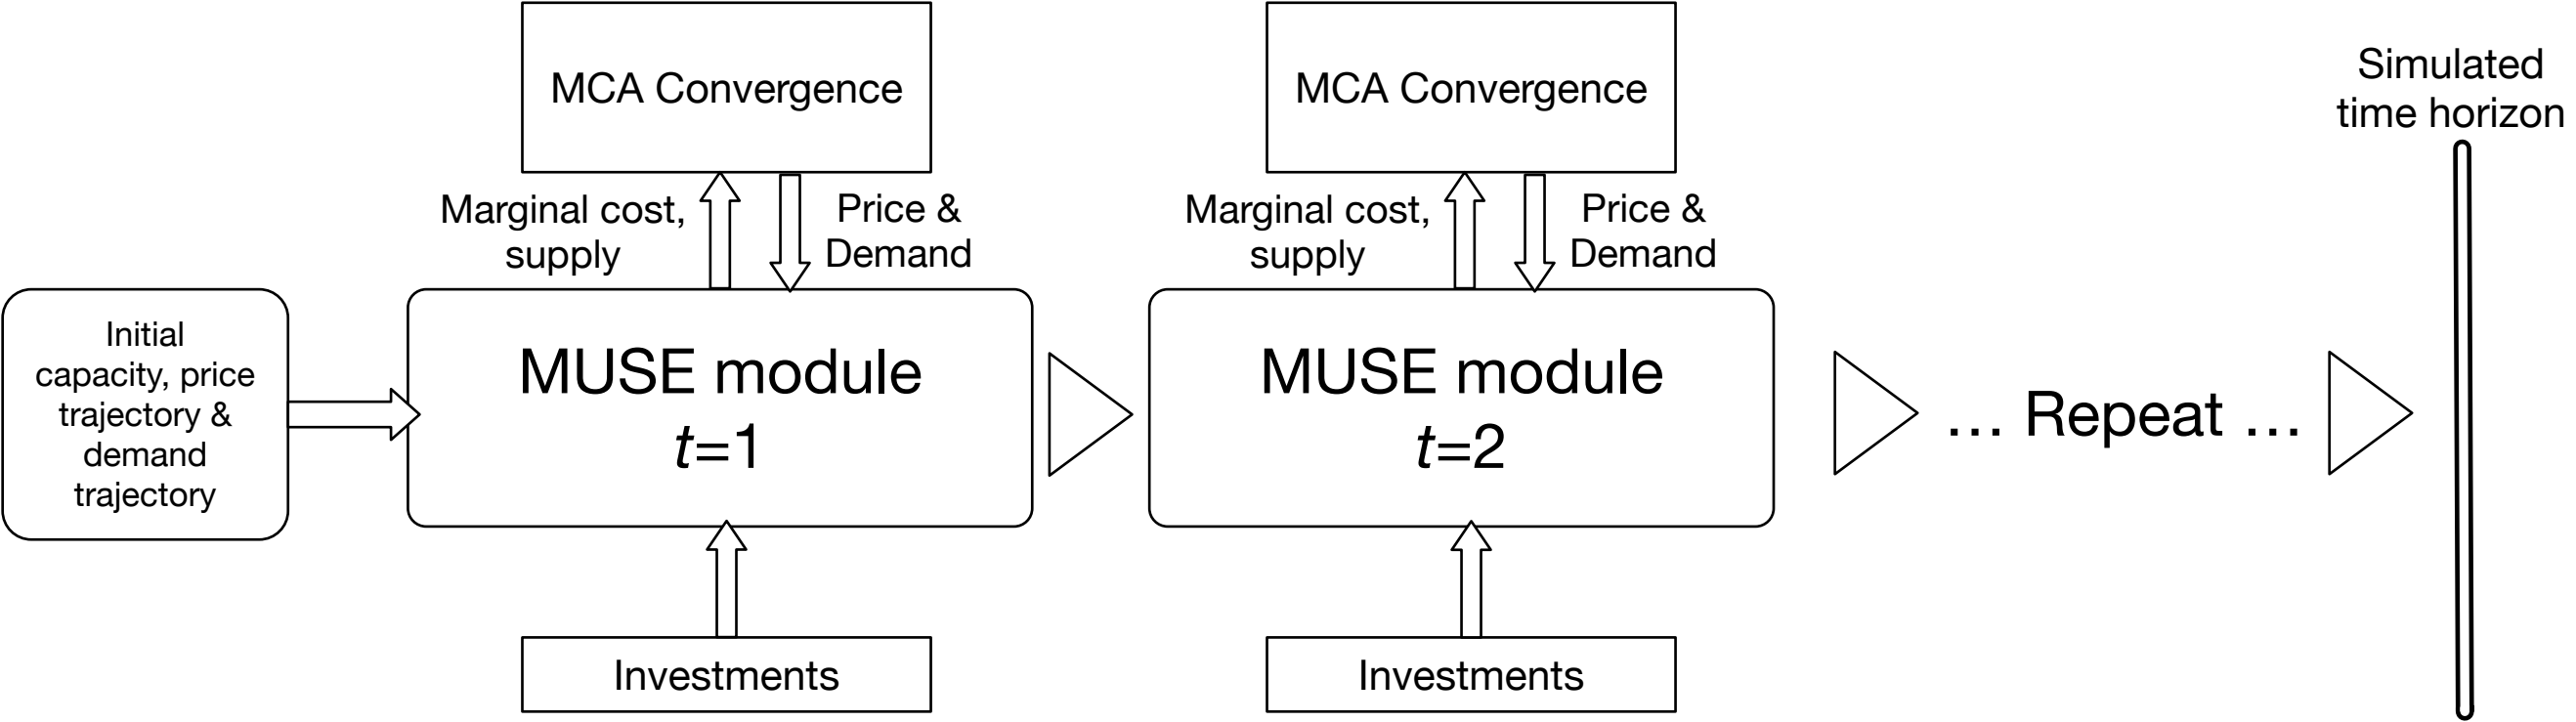 MCA Convergence
Marginal cost,
supply
Price &
Demand
Initial
capacity, price
trajectory &
demand
trajectory
MUSE module
t=1
Investments
MCA Convergence
Marginal cost,
supply
Price &
Demand
MUSE module
t=2
Investments
... Repeat ...
Simulated
time horizon